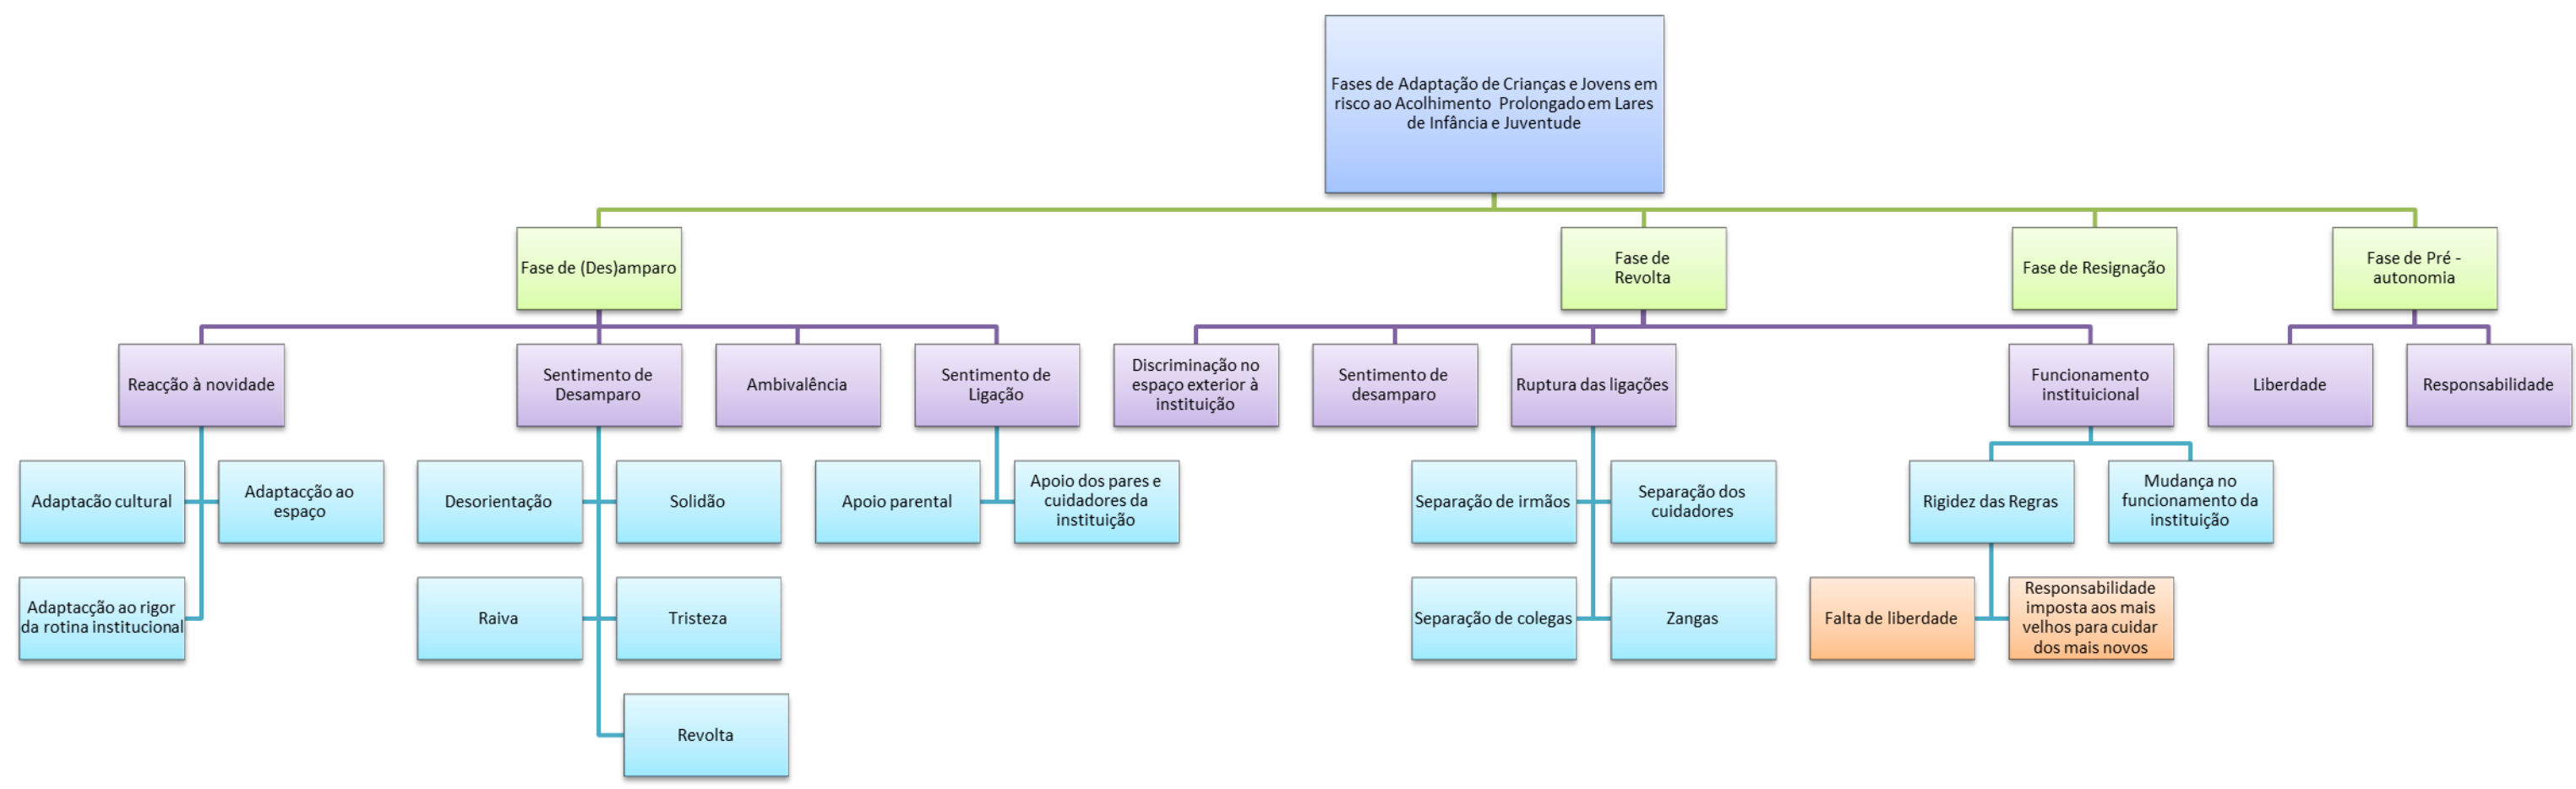 Fases de Adaptação de Crianças e Jovens em
risco ao Acolhimento Prolongado em Lares
de Infância e Juventude
Fase de (Des)amparo
Fase de
Revolta
Fase de Resignação
Fase de Pré -
autonomia
Reacção à novidade
Sentimento de
Desamparo
Ambivalência
Sentimento de
Ligação
Discriminação no
espaço exterior à
instituição
Sentimento de
desamparo
Ruptura das ligações
Funcionamento
instituicional
Liberdade
Responsabilidade
Adaptacão cultural
Adaptacção ao
espaço
Desorientação
Solidão
Apoio parental
Apoio dos pares e
cuidadores da
instituição
Separação de irmãos
Separação dos
cuidadores
Rigidez das Regras
Mudança no
funcionamento da
instituição
Adaptacção ao rigor
da rotina institucional
Raiva
Tristeza
Separação de colegas
Zangas
Falta de liberdade
Responsabilidade
imposta aos mais
velhos para cuidar
dos mais novos
Revolta